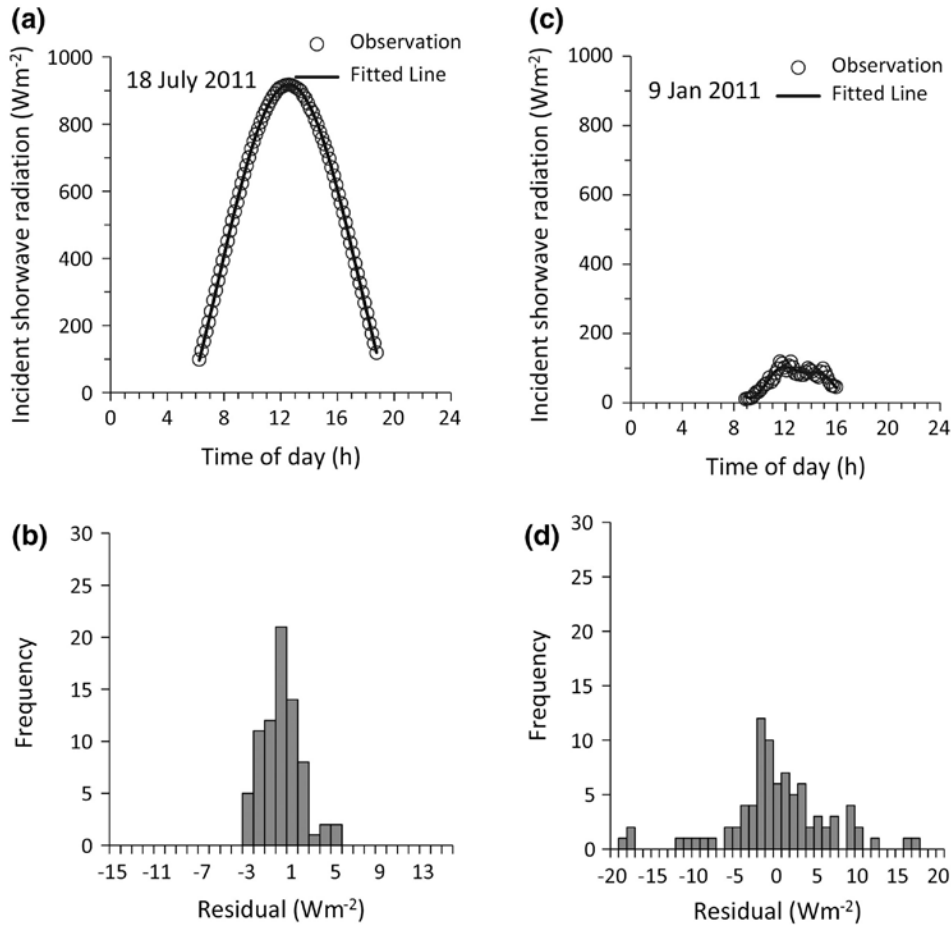 (a)
Observation
Fitted Line
18 July 2011
Incident shorwave radiation (Wm-2)
1000
800
600
400
200
0
0 4 8 12 16 20 24
Time of day (h)
(c)
Observation
Fitted Line
9 Jan 2011
Incident shorwave radiation (Wm-2)
1000
800
600
400
200
0
0 4 8 12 16 20 24
Time of day (h)
(b)
Frequency
30
25
20
15
10
5
0
-15 -11 -7 -3 1 5 9 13
Residual (Wm-2)
(d)
Frequency
30
25
20
15
10
5
0
-20 -15 -10 -5 0 5 10 15 20
Residual (Wm-2)